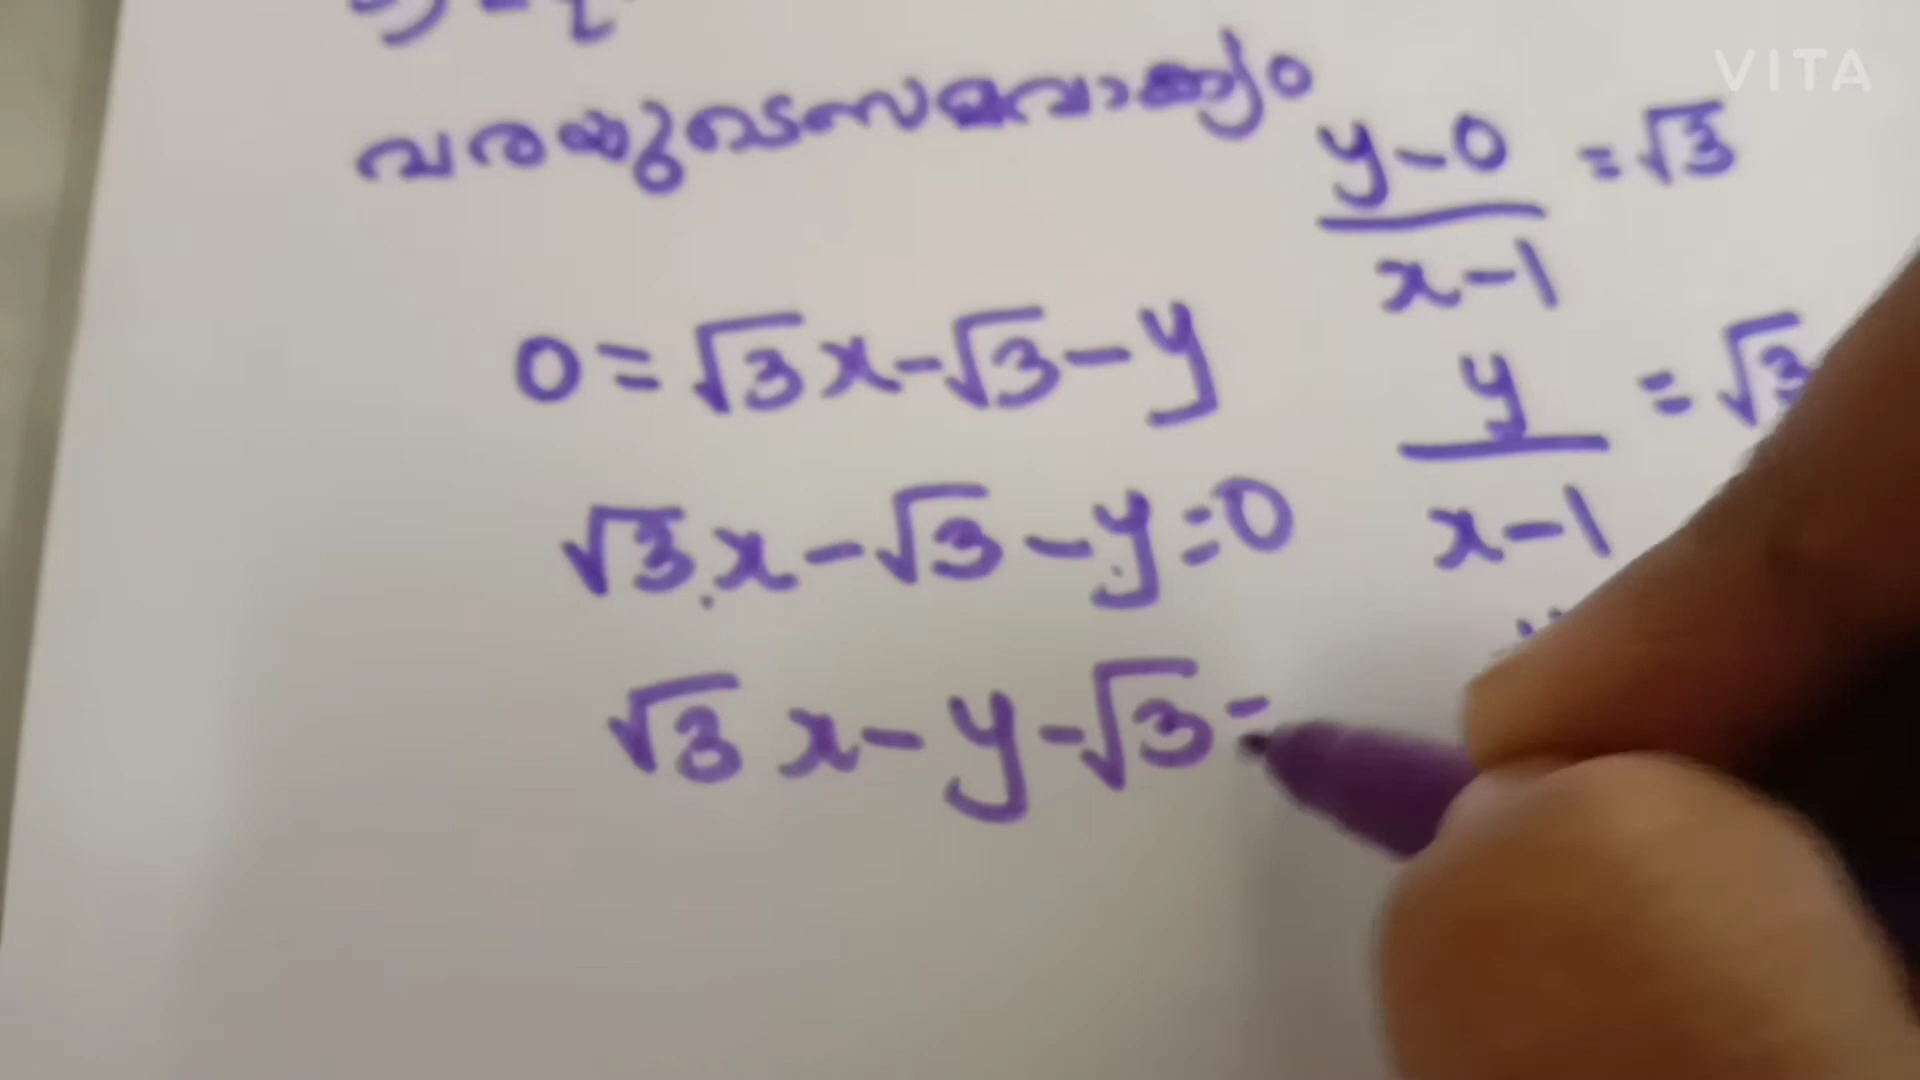 VITA
വരയുടെ സമവാക്യം
y-0 = √3
x-1
0 = √3x-√3-y
y = √3
x-1
√3x-√3-y=0
√3x-y-√3=